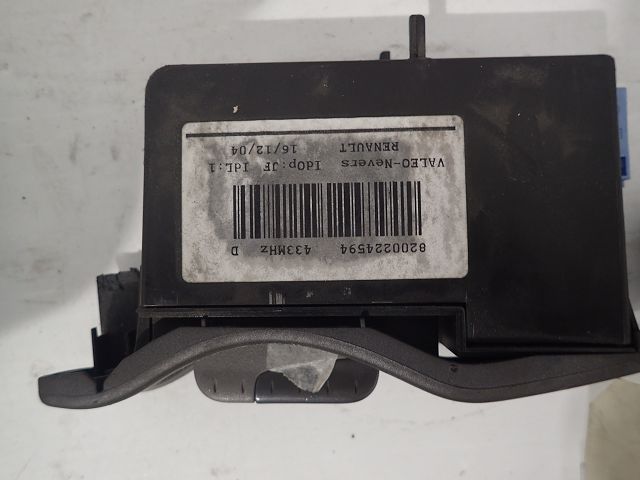 8200224594 433MHz D
VALEO-Nevers IdOp:JF IdL:1
RENAULT 16/12/04